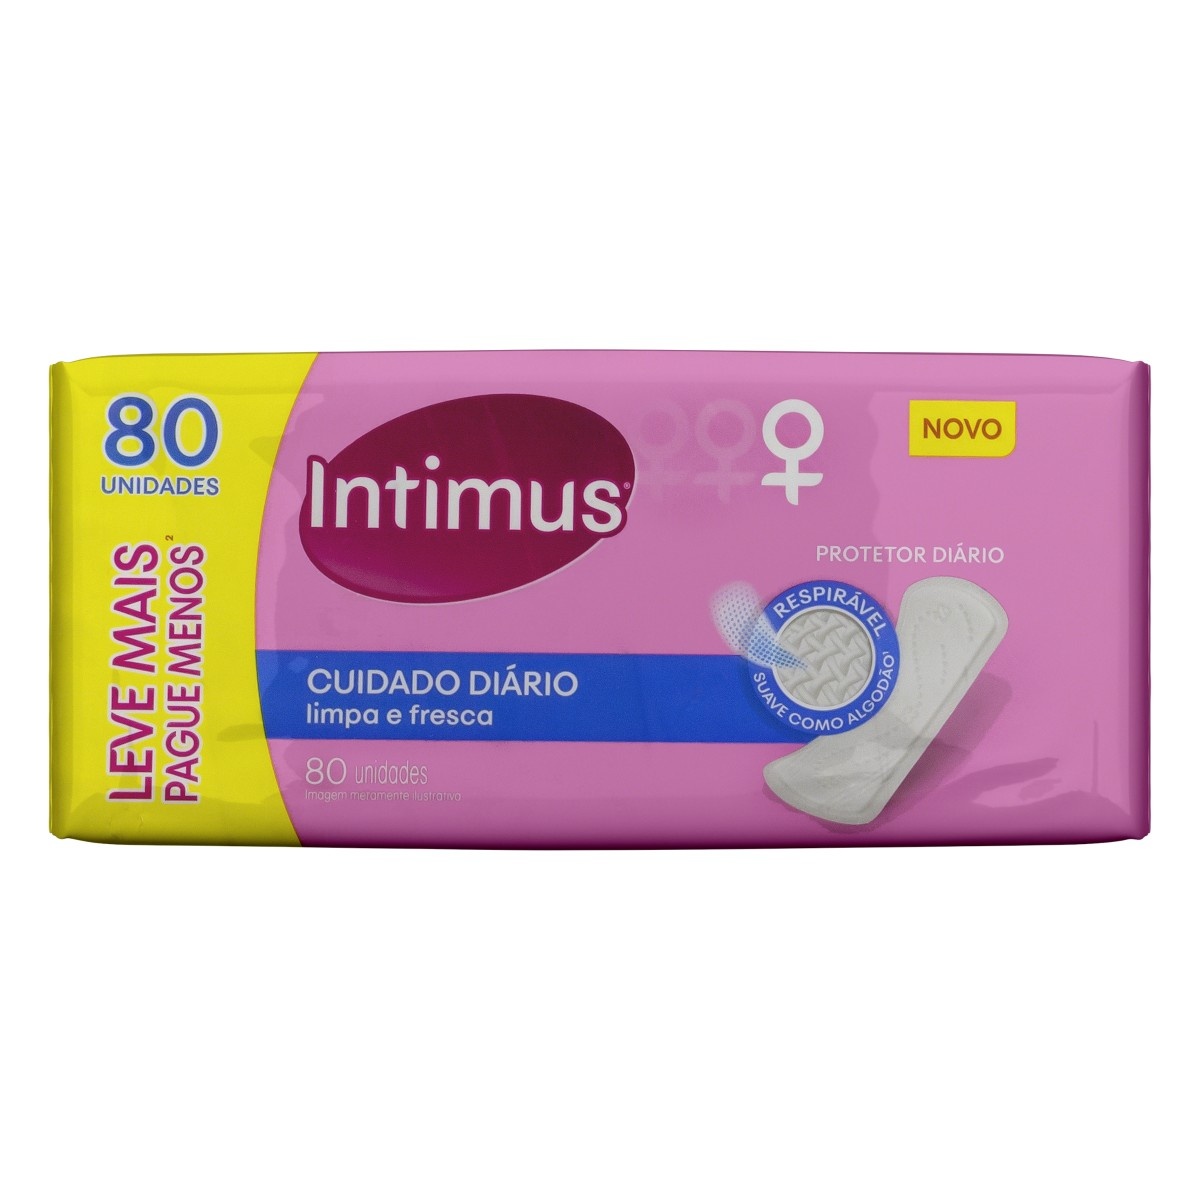 80
UNIDADES
LEVE MAIS
PAGUE MENOS²
Intimus®
NOVO
PROTETOR DIÁRIO
RESPIRÁVEL
SUAVE COMO ALGODÃO¹
CUIDADO DIÁRIO
limpa e fresca
80 unidades
Imagem meramente ilustrativa